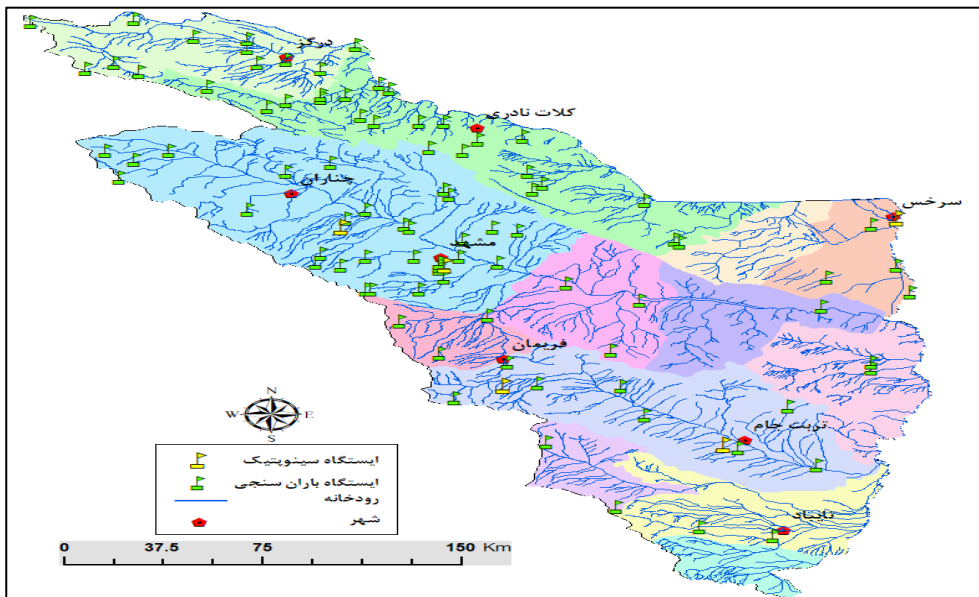 درگز
کلات نادری
چناران
سرخس
مشهد
فریمان
تربت جام
تایباد
N
W E
S
ایستگاه سینوپتیک
ایستگاه باران سنجی
رودخانه
شهر
0 37.5 75 150 Km